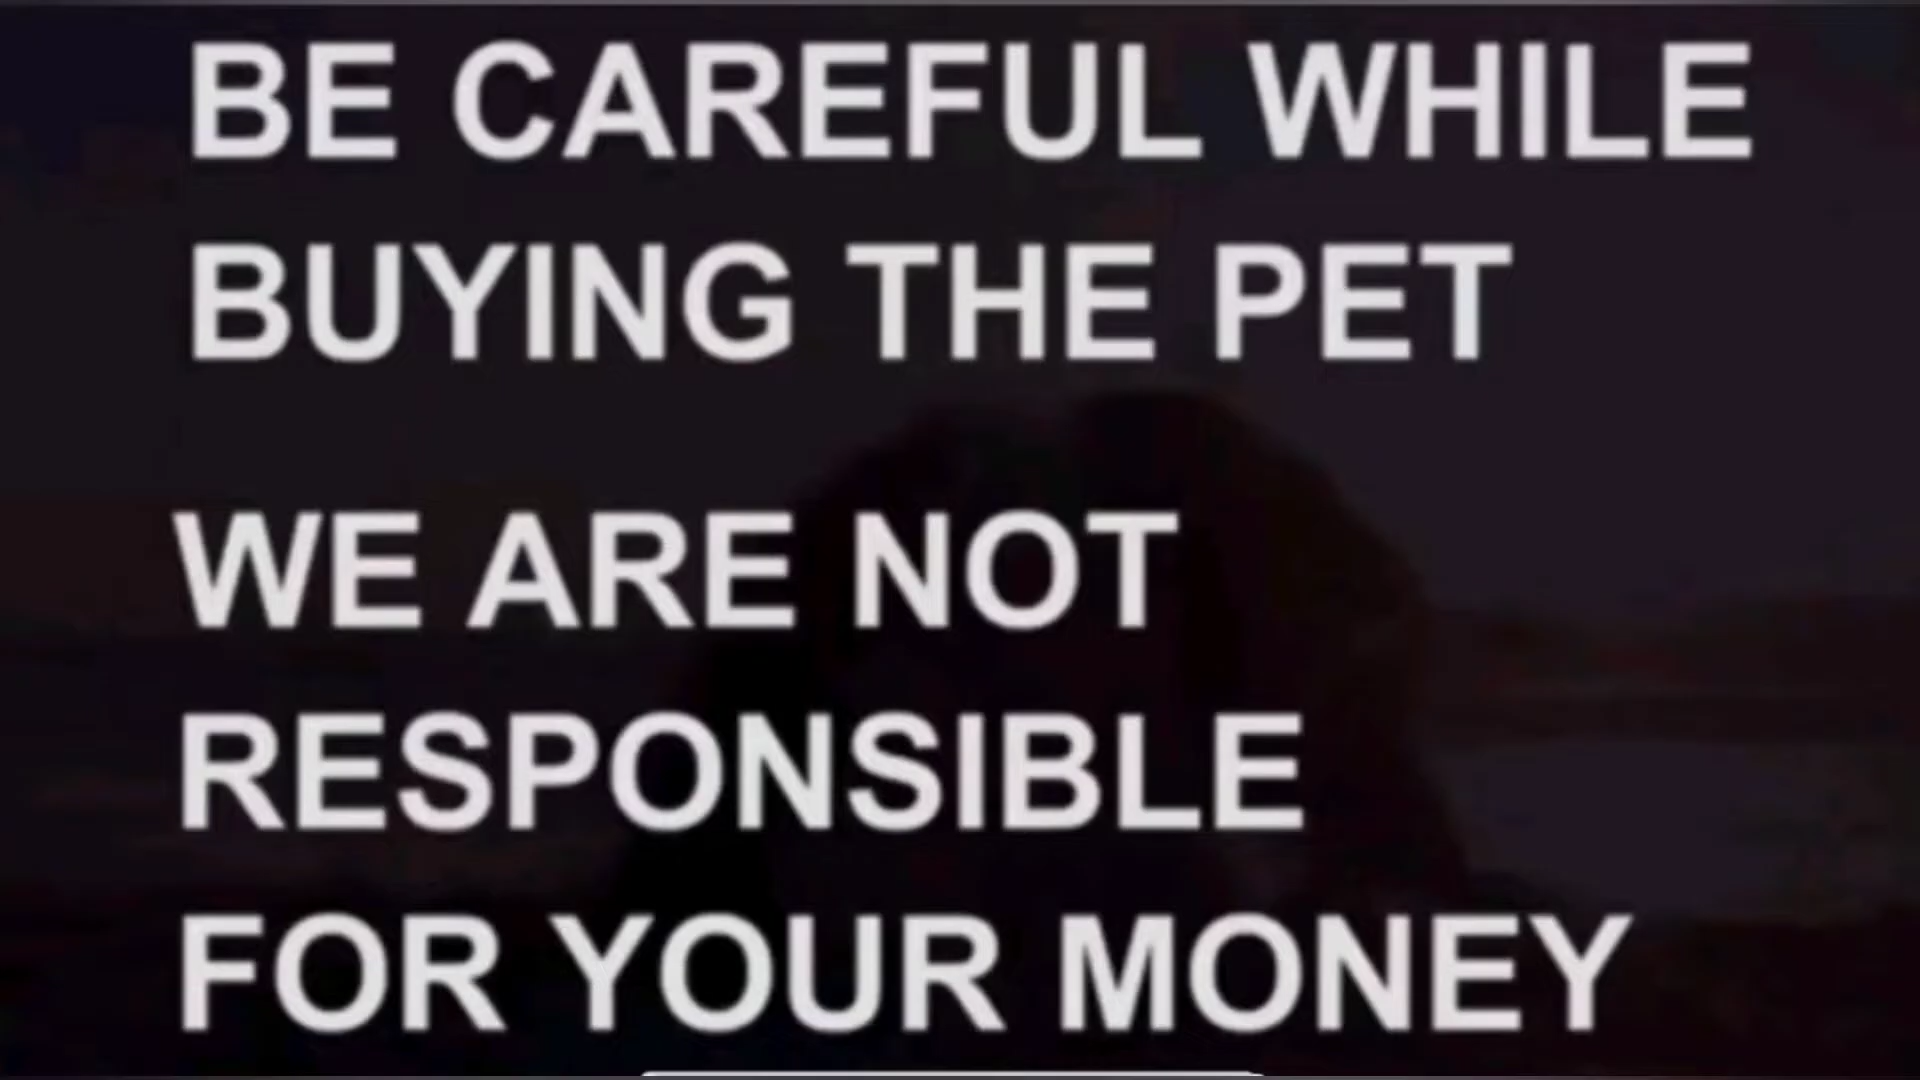 BE CAREFUL WHILE
BUYING THE PET
WE ARE NOT
RESPONSIBLE
FOR YOUR MONEY